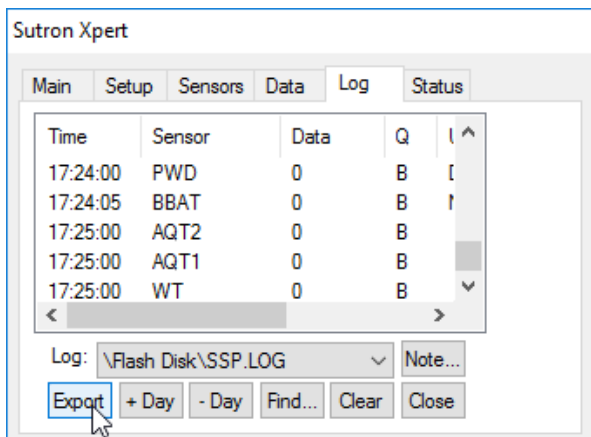 Sutron Xpert
Main Setup Sensors Data Log Status
Time Sensor Data Q
17:24:00 PWD 0 B
17:24:05 BBAT 0 B
17:25:00 AQT2 0 B
17:25:00 AQT1 0 B
17:25:00 WT 0 B
Log: \Flash Disk\SSP.LOG Note...
Export + Day - Day Find... Clear Close